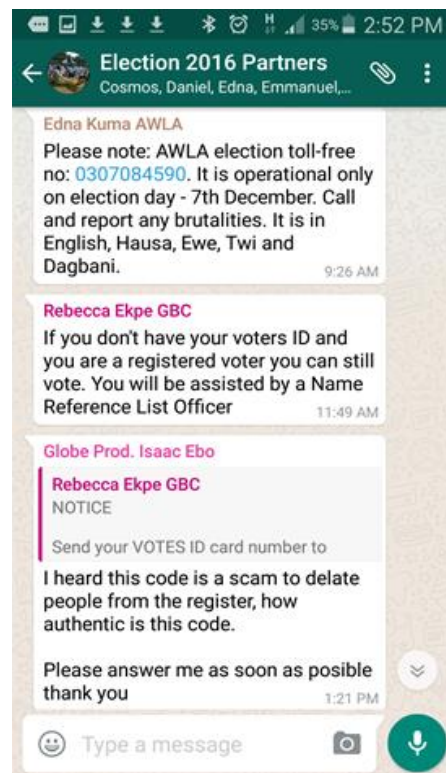 H 35% 2:52 PM
Election 2016 Partners
Cosmos, Daniel, Edna, Emmanuel,...
Edna Kuma AWLA
Please note: AWLA election toll-free
no: 0307084590. It is operational only
on election day - 7th December. Call
and report any brutalities. It is in
English, Hausa, Ewe, Twi and
Dagbani.
9:26 AM
Rebecca Ekpe GBC
If you don't have your voters ID and
you are a registered voter you can still
vote. You will be assisted by a Name
Reference List Officer
11:49 AM
Globe Prod. Isaac Ebo
Rebecca Ekpe GBC
NOTICE
Send your VOTES ID card number to
I heard this code is a scam to delate
people from the register, how
authentic is this code.
Please answer me as soon as posible
thank you
1:21 PM
Type a message